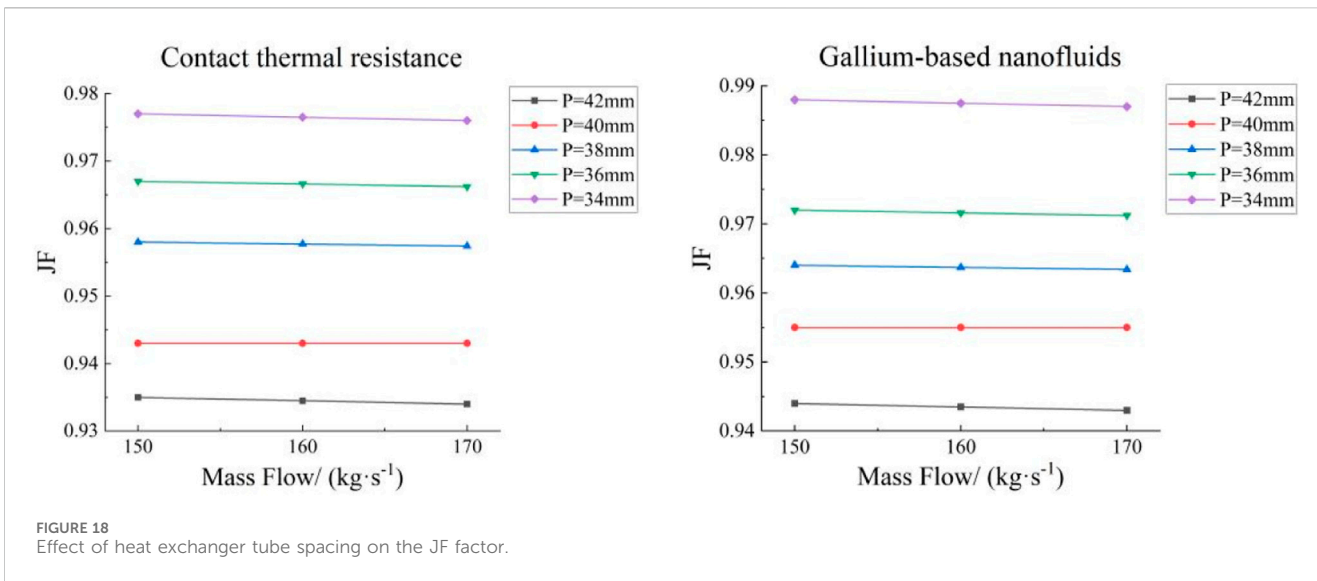 Contact thermal resistance
0.98
0.97
0.96
0.95
0.94
0.93
JF
150
160
170
Mass Flow/ (kg·s⁻¹)
P=42mm
P=40mm
P=38mm
P=36mm
P=34mm
Gallium-based nanofluids
0.99
0.98
0.97
0.96
0.95
0.94
JF
150
160
170
Mass Flow/ (kg·s⁻¹)
P=42mm
P=40mm
P=38mm
P=36mm
P=34mm
FIGURE 18
Effect of heat exchanger tube spacing on the JF factor.